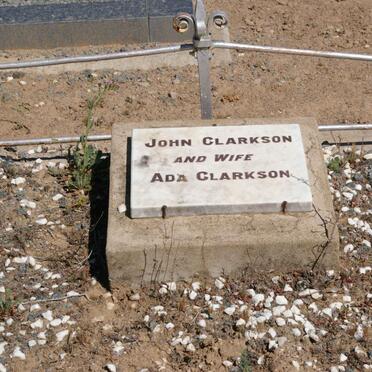 John Clarkson
and Wife
Ada Clarkson